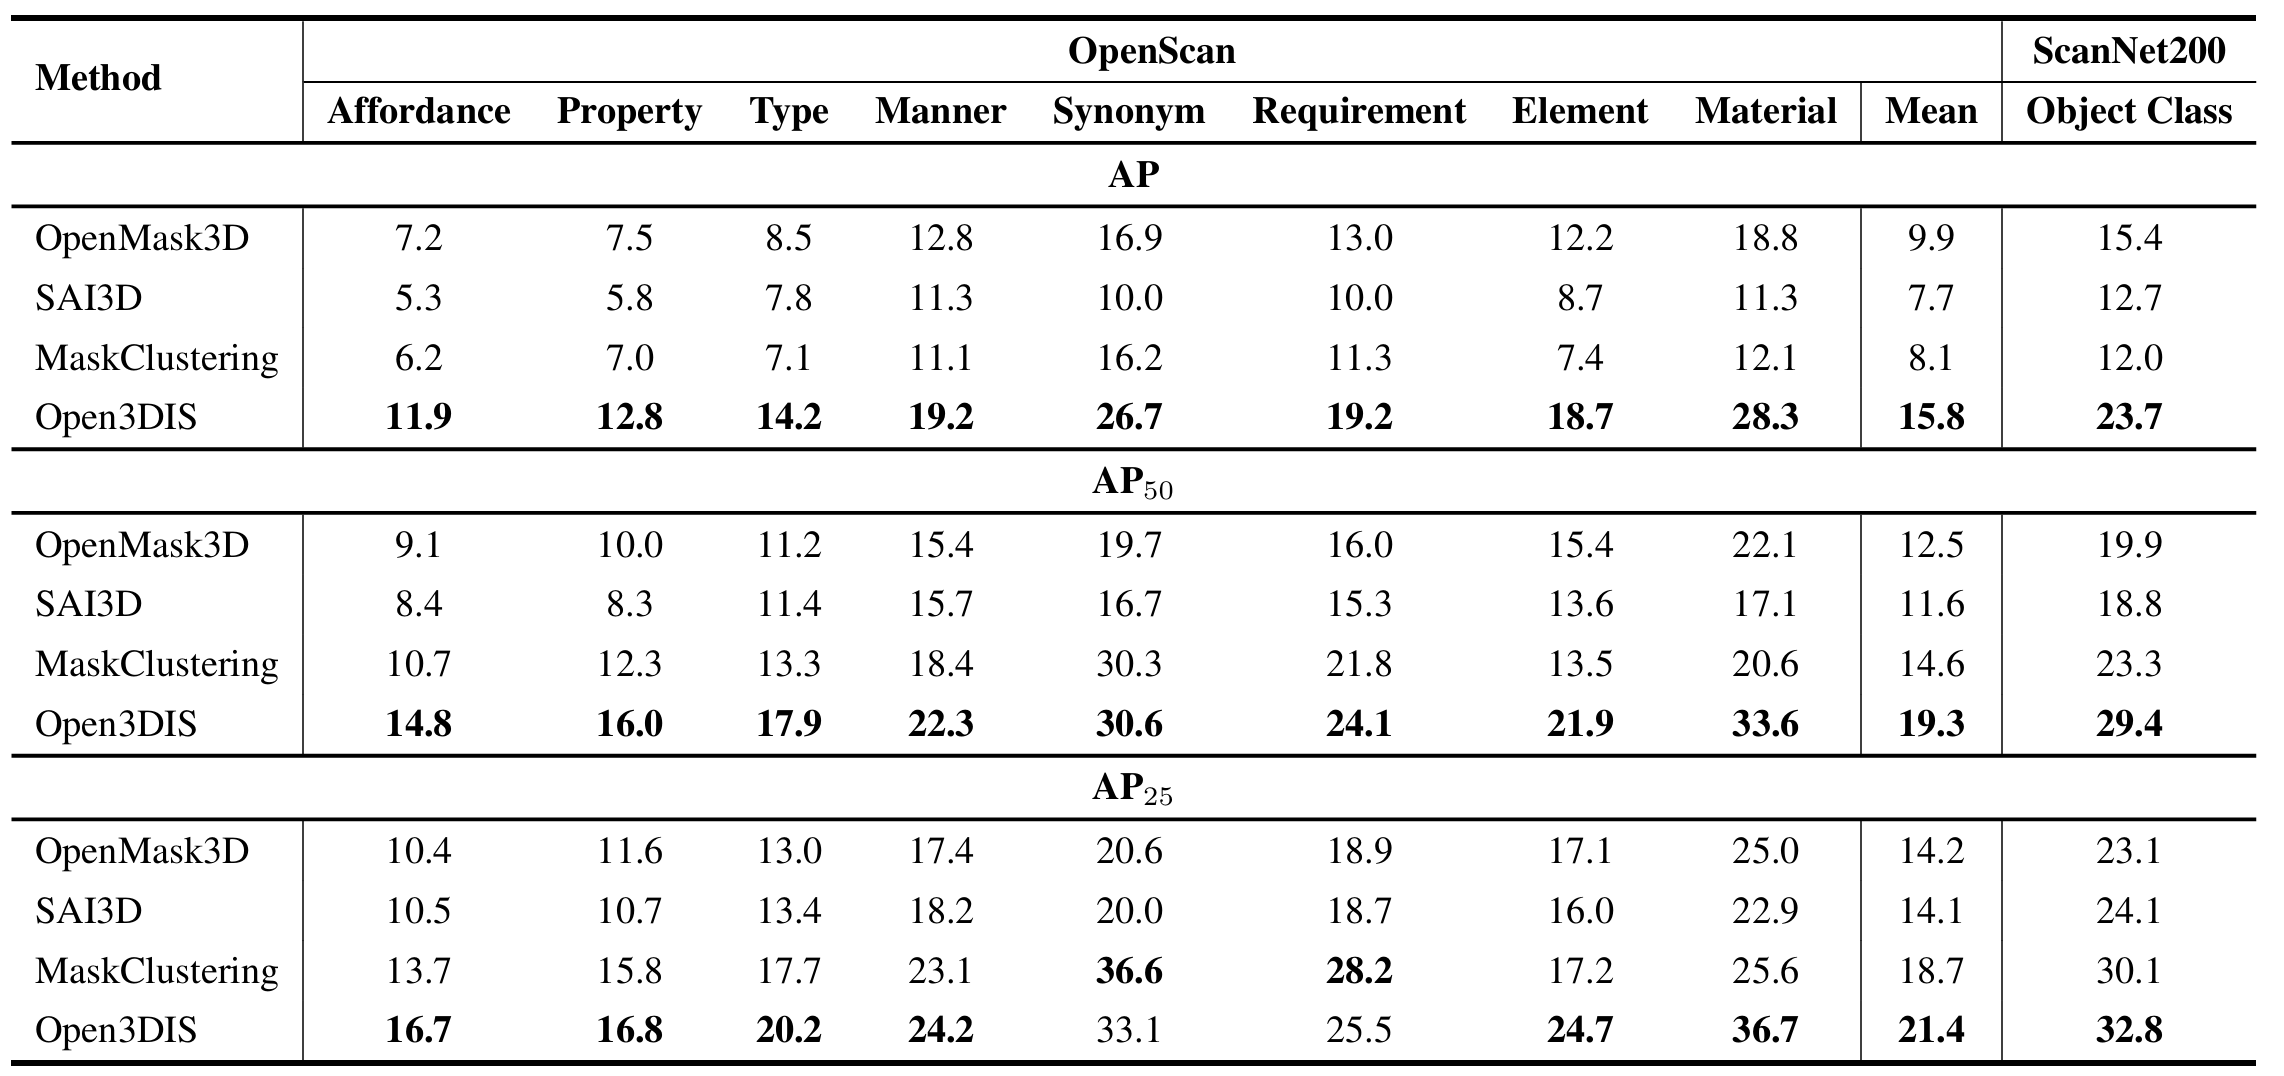 Method OpenScan ScanNet200
Affordance Property Type Manner Synonym Requirement Element Material Mean Object Class
AP
OpenMask3D 7.2 7.5 8.5 12.8 16.9 13.0 12.2 18.8 9.9 15.4
SAI3D 5.3 5.8 7.8 11.3 10.0 10.0 8.7 11.3 7.7 12.7
MaskClustering 6.2 7.0 7.1 11.1 16.2 11.3 7.4 12.1 8.1 12.0
Open3DIS 11.9 12.8 14.2 19.2 26.7 19.2 18.7 28.3 15.8 23.7
AP50
OpenMask3D 9.1 10.0 11.2 15.4 19.7 16.0 15.4 22.1 12.5 19.9
SAI3D 8.4 8.3 11.4 15.7 16.7 15.3 13.6 17.1 11.6 18.8
MaskClustering 10.7 12.3 13.3 18.4 30.3 21.8 13.5 20.6 14.6 23.3
Open3DIS 14.8 16.0 17.9 22.3 30.6 24.1 21.9 33.6 19.3 29.4
AP25
OpenMask3D 10.4 11.6 13.0 17.4 20.6 18.9 17.1 25.0 14.2 23.1
SAI3D 10.5 10.7 13.4 18.2 20.0 18.7 16.0 22.9 14.1 24.1
MaskClustering 13.7 15.8 17.7 23.1 36.6 28.2 17.2 25.6 18.7 30.1
Open3DIS 16.7 16.8 20.2 24.2 33.1 25.5 24.7 36.7 21.4 32.8